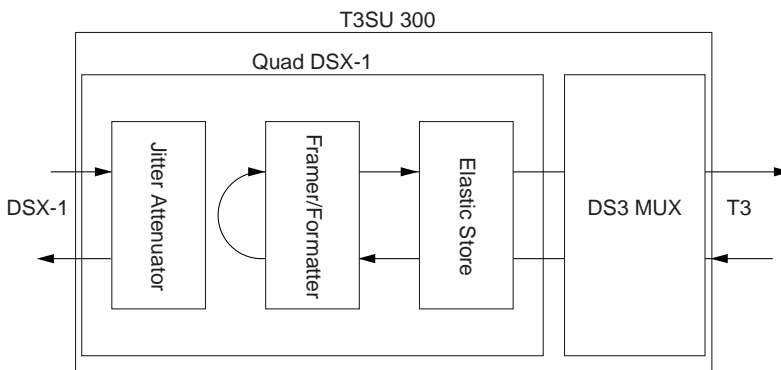 T3SU 300
Quad DSX-1
Jitter Attenuator
Framer/Formatter
Elastic Store
DS3 MUX
DSX-1
T3